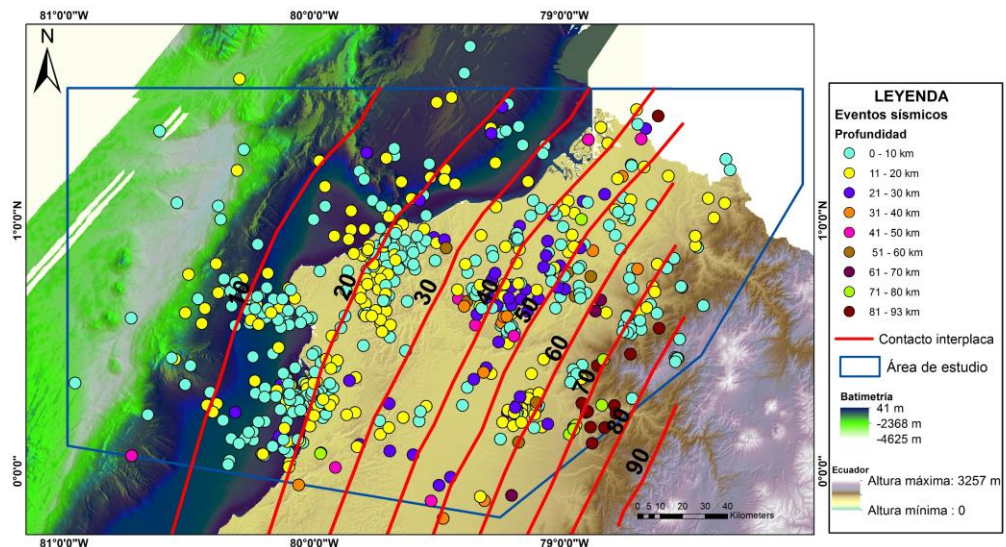 81°0'0"W 80°0'0"W 79°0'0"W
N
1°0'0"N
0°0'0"
1°0'0"N
0°0'0"
10
20
30
40
50
60
70
80
90
0 5 10 20 30 40
Kilometers
81°0'0"W 80°0'0"W 79°0'0"W
LEYENDA
Eventos sísmicos
Profundidad
0 - 10 km
11 - 20 km
21 - 30 km
31 - 40 km
41 - 50 km
51 - 60 km
61 - 70 km
71 - 80 km
81 - 93 km
Contacto interplaca
Área de estudio
Batimetría
41 m
-2368 m
-4625 m
Ecuador
Altura máxima: 3257 m
Altura mínima : 0